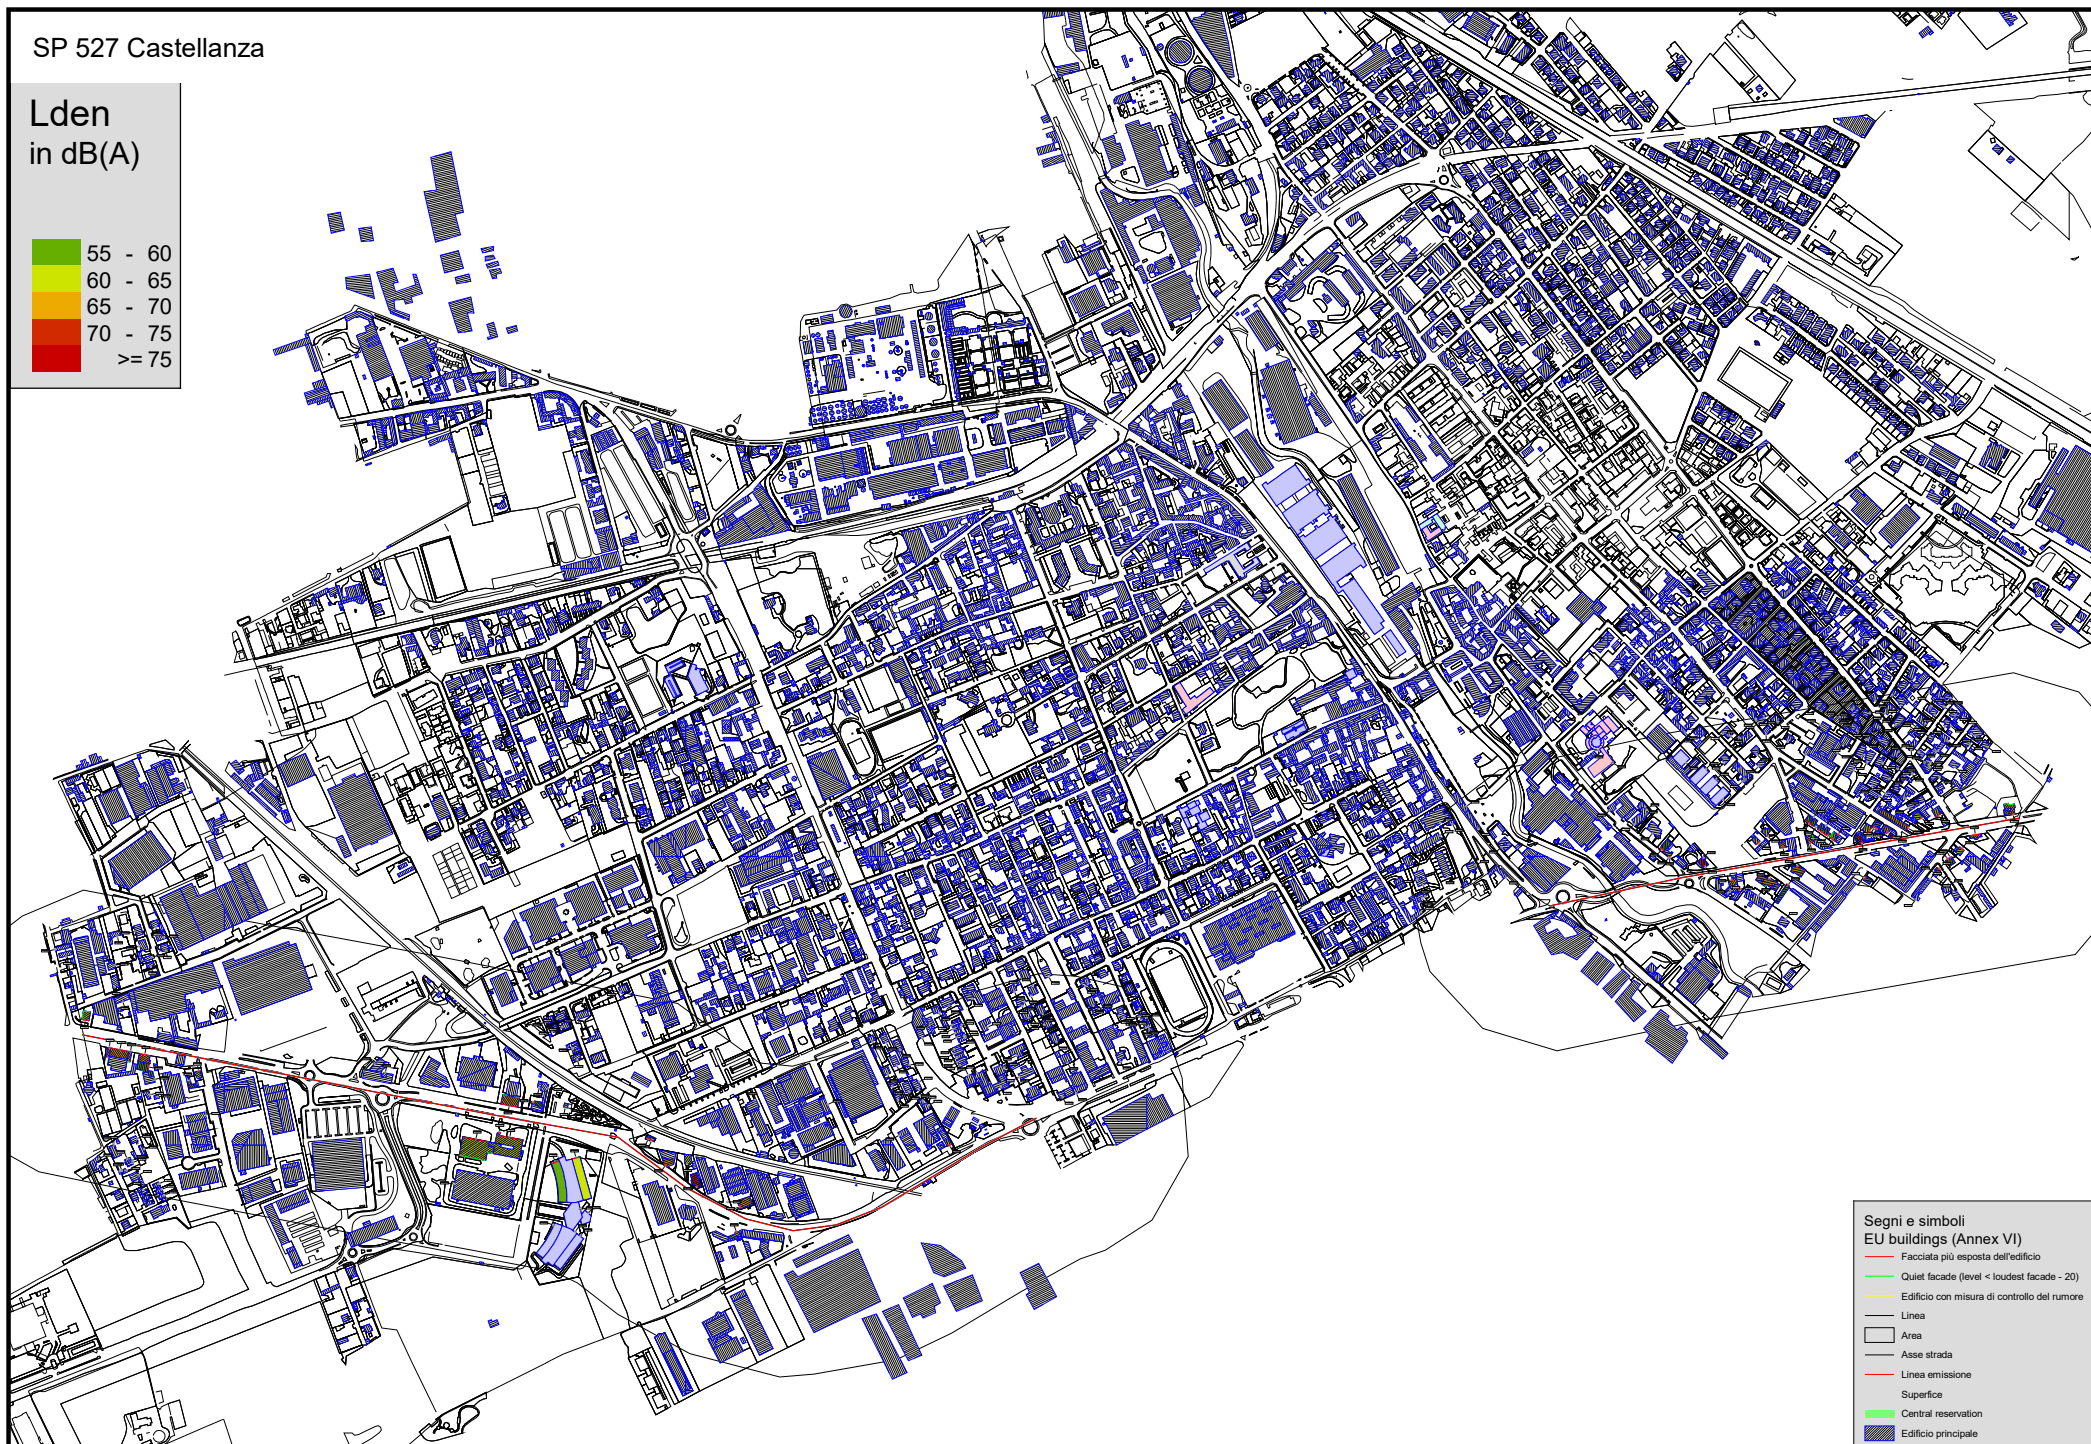 SP 527 Castellanza
Lden
in dB(A)
55 - 60
60 - 65
65 - 70
70 - 75
>= 75
Segni e simboli
EU buildings (Annex VI)
Facciata più esposta dell'edificio
Quiet facade (level < loudest facade - 20)
Edificio con misura di controllo del rumore
Linea
Area
Asse strada
Linea emissione
Superfice
Central reservation
Edificio principale